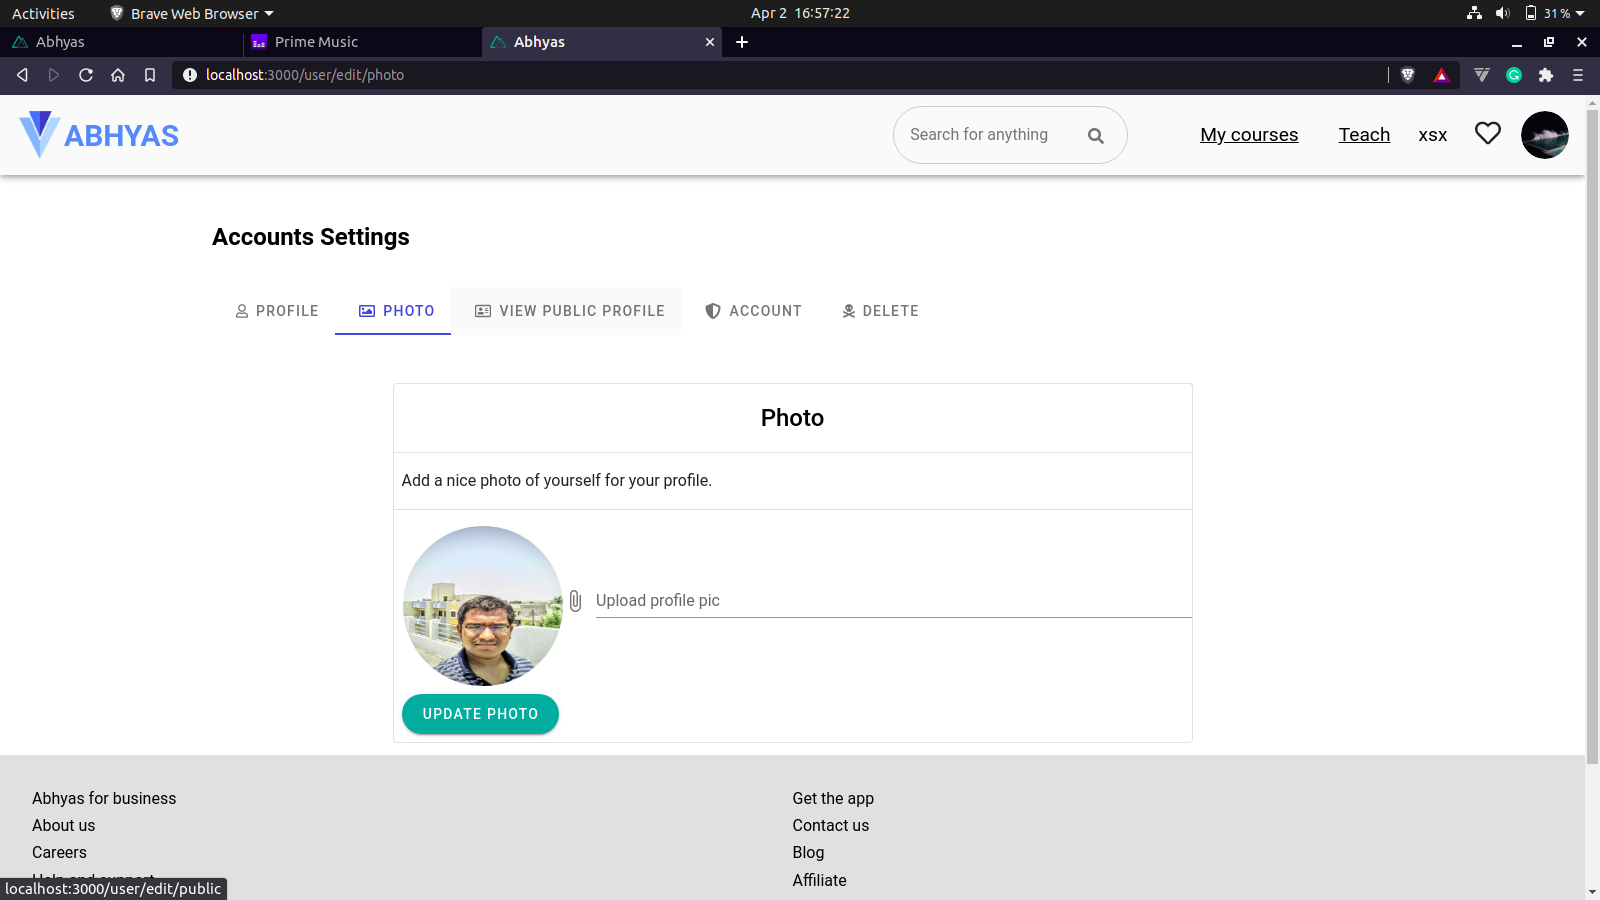 Activities
Brave Web Browser
Apr 2 16:57:22
31%
Abhyas
Prime Music
Abhyas
localhost:3000/user/edit/photo
ABHYAS
Search for anything
My courses
Teach
xsx
Accounts Settings
PROFILE
PHOTO
VIEW PUBLIC PROFILE
ACCOUNT
DELETE
Photo
Add a nice photo of yourself for your profile.
Upload profile pic
UPDATE PHOTO
Abhyas for business
About us
Careers
Help and support
Get the app
Contact us
Blog
Affiliate
localhost:3000/user/edit/public